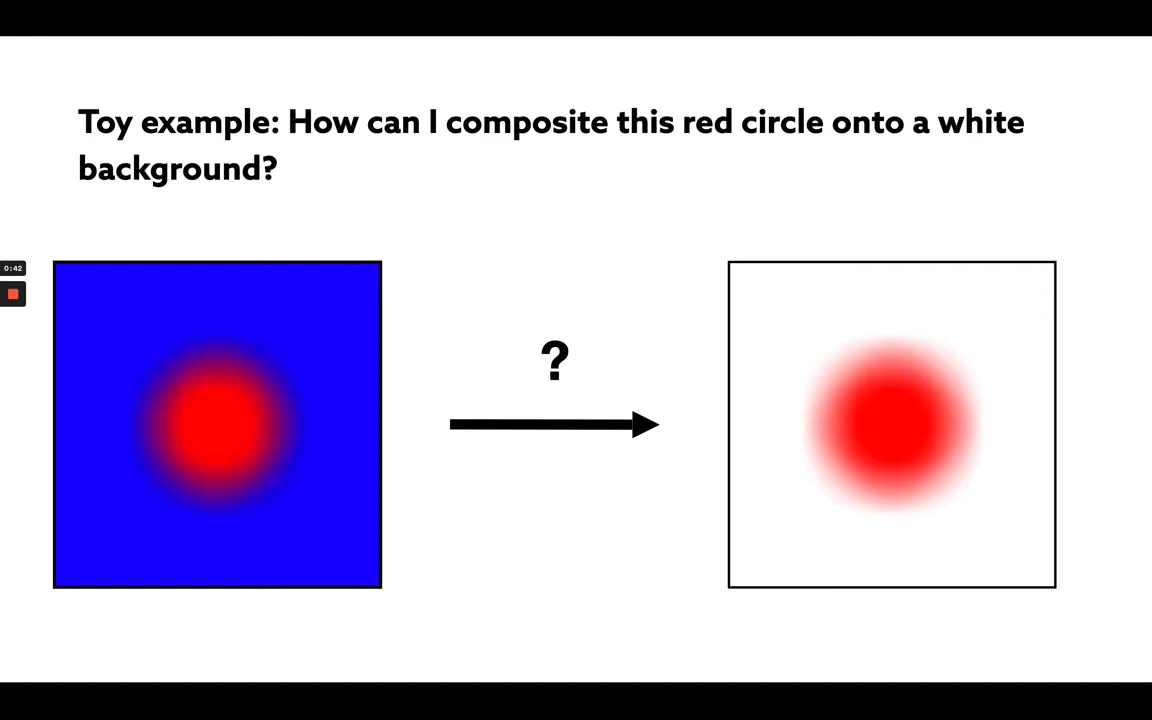 Toy example: How can I composite this red circle onto a white
background?
0:42
?